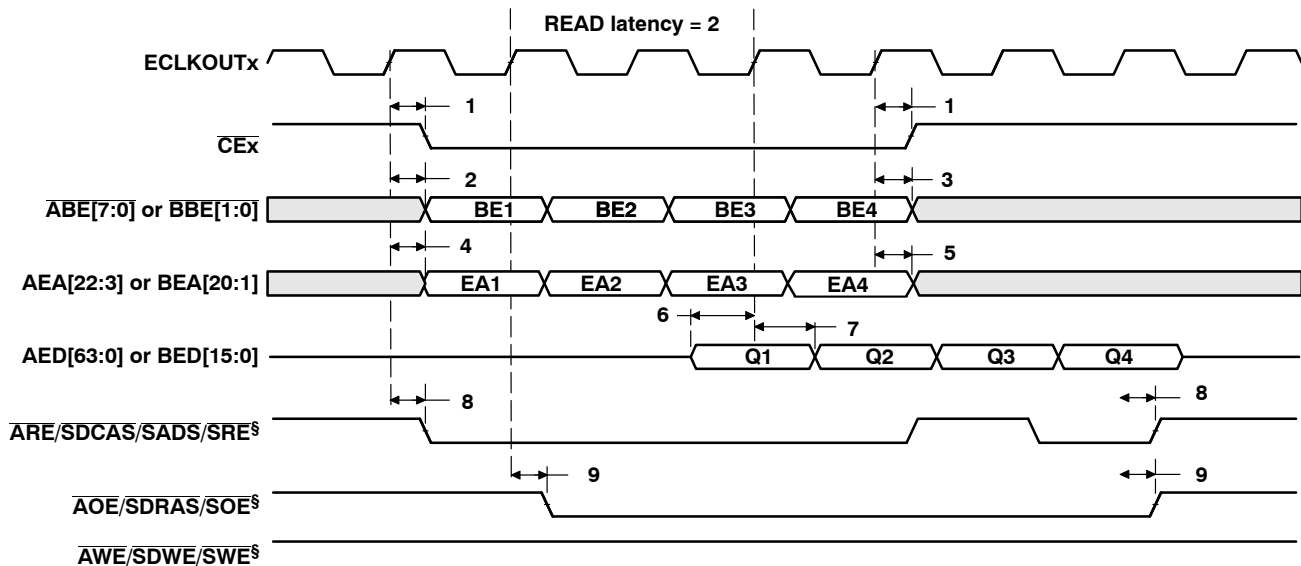 READ latency = 2
ECLKOUTx
1 1
CEx
2 3
ABE[7:0] or BBE[1:0] BE1 BE2 BE3 BE4
4 5
AEA[22:3] or BEA[20:1] EA1 EA2 EA3 EA4
6 7
AED[63:0] or BED[15:0] Q1 Q2 Q3 Q4
8 8
ARE/SDCAS/SADS/SRE§
9 9
AOE/SDRAS/SOE§
AWE/SDWE/SWE§